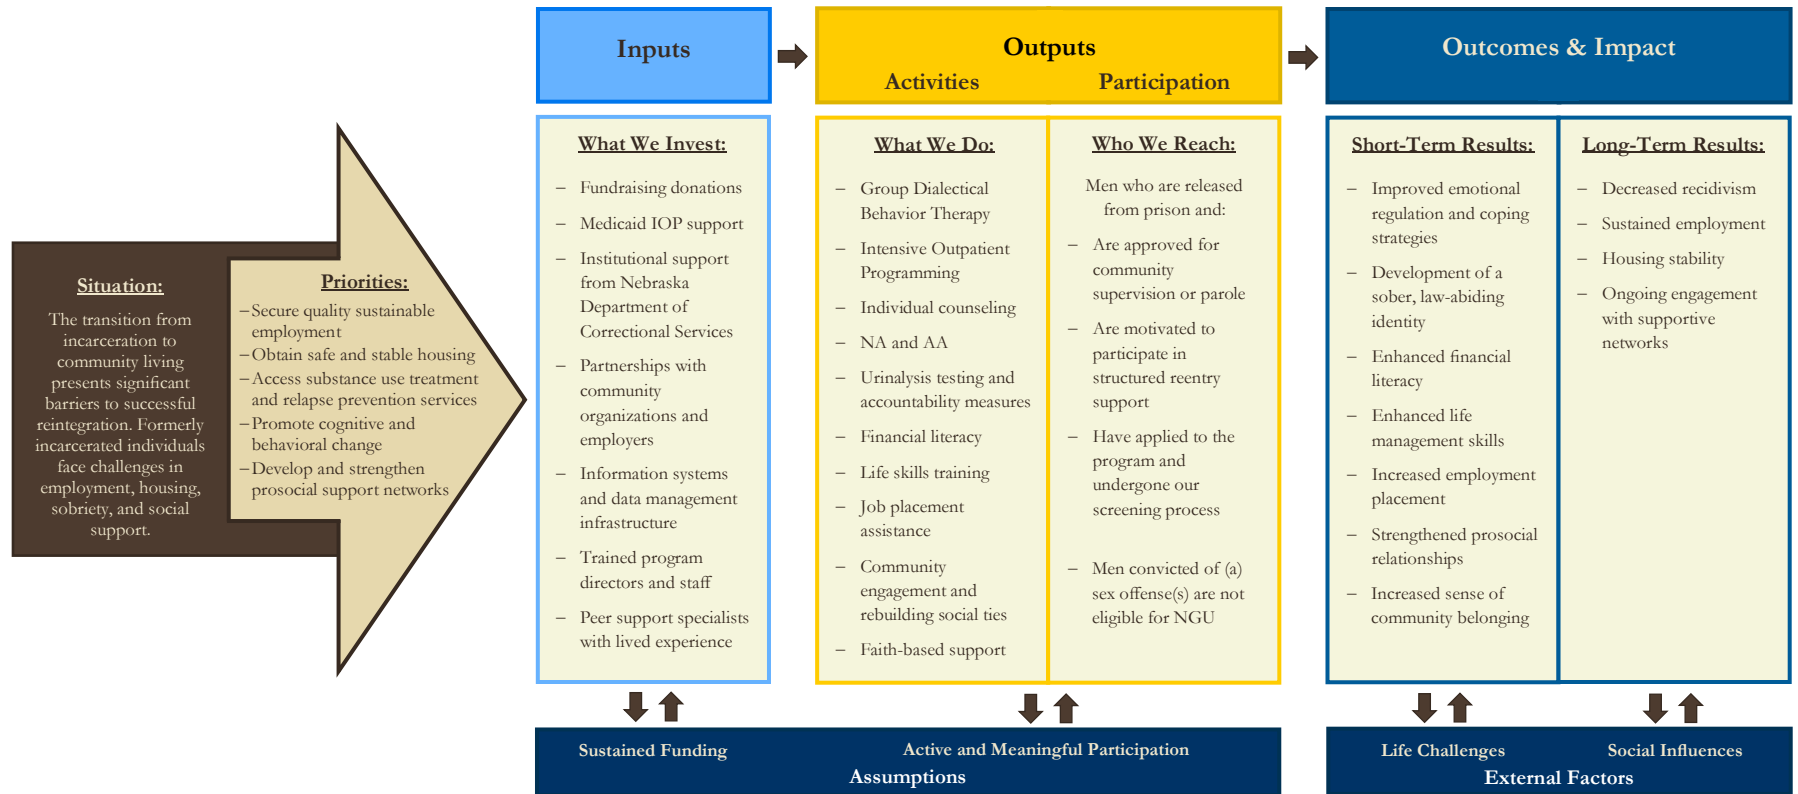 Situation:
The transition from
incarceration to
community living
presents significant
barriers to successful
reintegration. Formerly
incarcerated individuals
face challenges in
employment, housing,
sobriety, and social
support.
Priorities:
–Secure quality sustainable
employment
–Obtain safe and stable housing
–Access substance use treatment
and relapse prevention services
–Promote cognitive and
behavioral change
–Develop and strengthen
prosocial support networks
Inputs
What We Invest:
– Fundraising donations
– Medicaid IOP support
– Institutional support
from Nebraska
Department of
Correctional Services
– Partnerships with
community
organizations and
employers
– Information systems
and data management
infrastructure
– Trained program
directors and staff
– Peer support specialists
with lived experience
Outputs
Activities
Participation
What We Do:
– Group Dialectical
Behavior Therapy
– Intensive Outpatient
Programming
– Individual counseling
– NA and AA
– Urinalysis testing and
accountability measures
– Financial literacy
– Life skills training
– Job placement
assistance
– Community
engagement and
rebuilding social ties
– Faith-based support
Who We Reach:
Men who are released
from prison and:
– Are approved for
community
supervision or parole
– Are motivated to
participate in
structured reentry
support
– Have applied to the
program and
undergone our
screening process
– Men convicted of (a)
sex offense(s) are not
eligible for NGU
Outcomes & Impact
Short-Term Results:
– Improved emotional
regulation and coping
strategies
– Development of a
sober, law-abiding
identity
– Enhanced financial
literacy
– Enhanced life
management skills
– Increased employment
placement
– Strengthened prosocial
relationships
– Increased sense of
community belonging
Long-Term Results:
– Decreased recidivism
– Sustained employment
– Housing stability
– Ongoing engagement
with supportive
networks
Sustained Funding
Active and Meaningful Participation
Assumptions
Life Challenges
Social Influences
External Factors